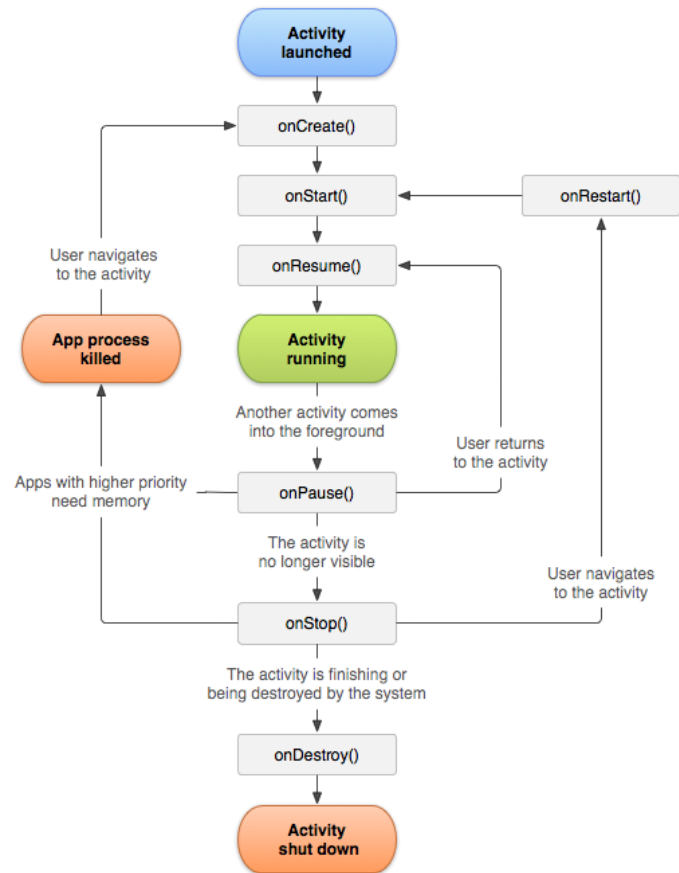 Activity
launched
onCreate()
onStart()
onRestart()
User navigates
to the activity
onResume()
App process
killed
Activity
running
Another activity comes
into the foreground
User returns
to the activity
Apps with higher priority
need memory
onPause()
The activity is
no longer visible
User navigates
to the activity
onStop()
The activity is finishing or
being destroyed by the system
onDestroy()
Activity
shut down